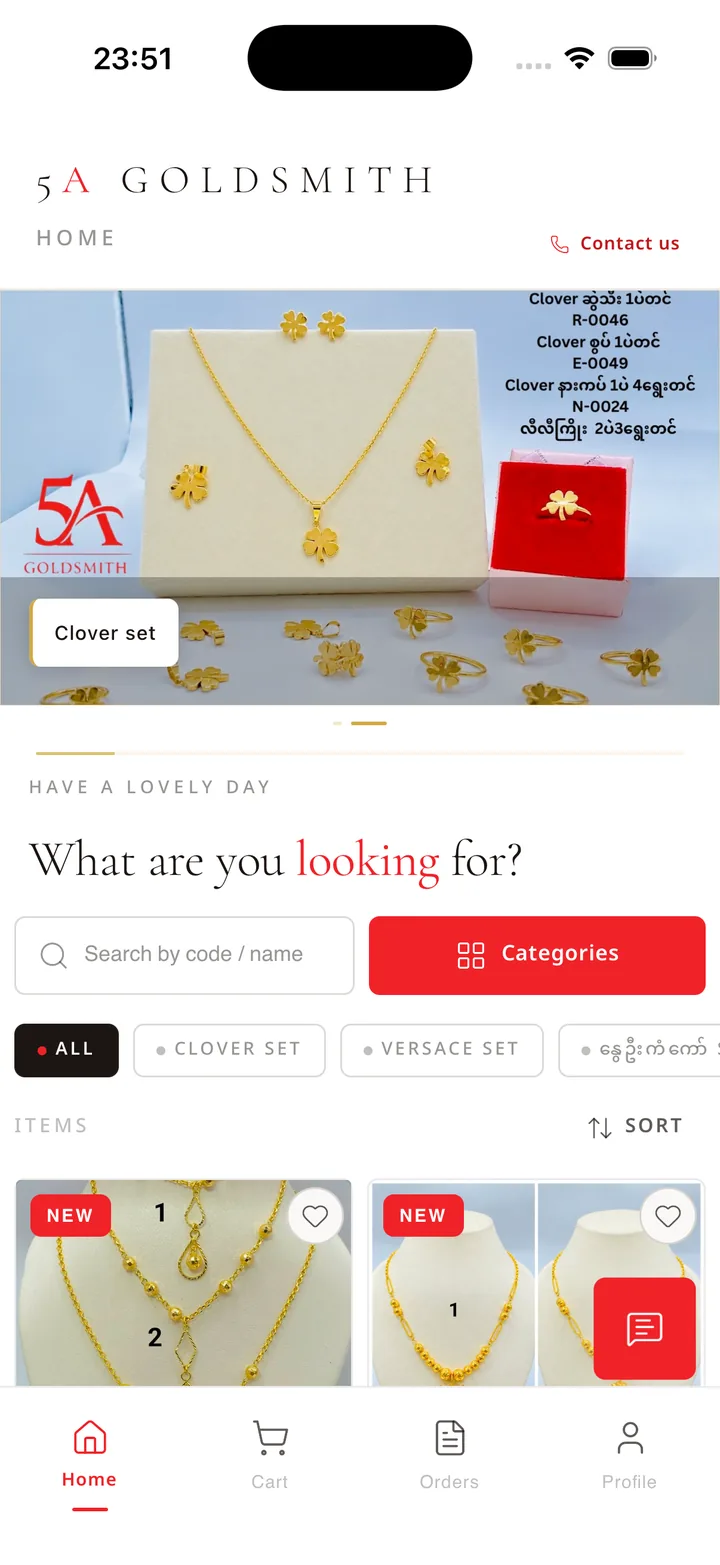 23:51
5A GOLDSMITH
HOME
Contact us
Clover ဆွဲသီး 1ပဲတင်
R-0046
Clover စွပ် 1ပဲတင်
E-0049
Clover နားကပ် 1ပဲ 4ရွေးတင်
N-0024
လီလီကြိုး 2ပဲ3ရွေးတင်
5A
GOLDSMITH
Clover set
HAVE A LOVELY DAY
What are you looking for?
Search by code / name
Categories
ALL
CLOVER SET
VERSACE SET
နွေဦးကံကော်
ITEMS
SORT
NEW
1
2
NEW
1
Home
Cart
Orders
Profile